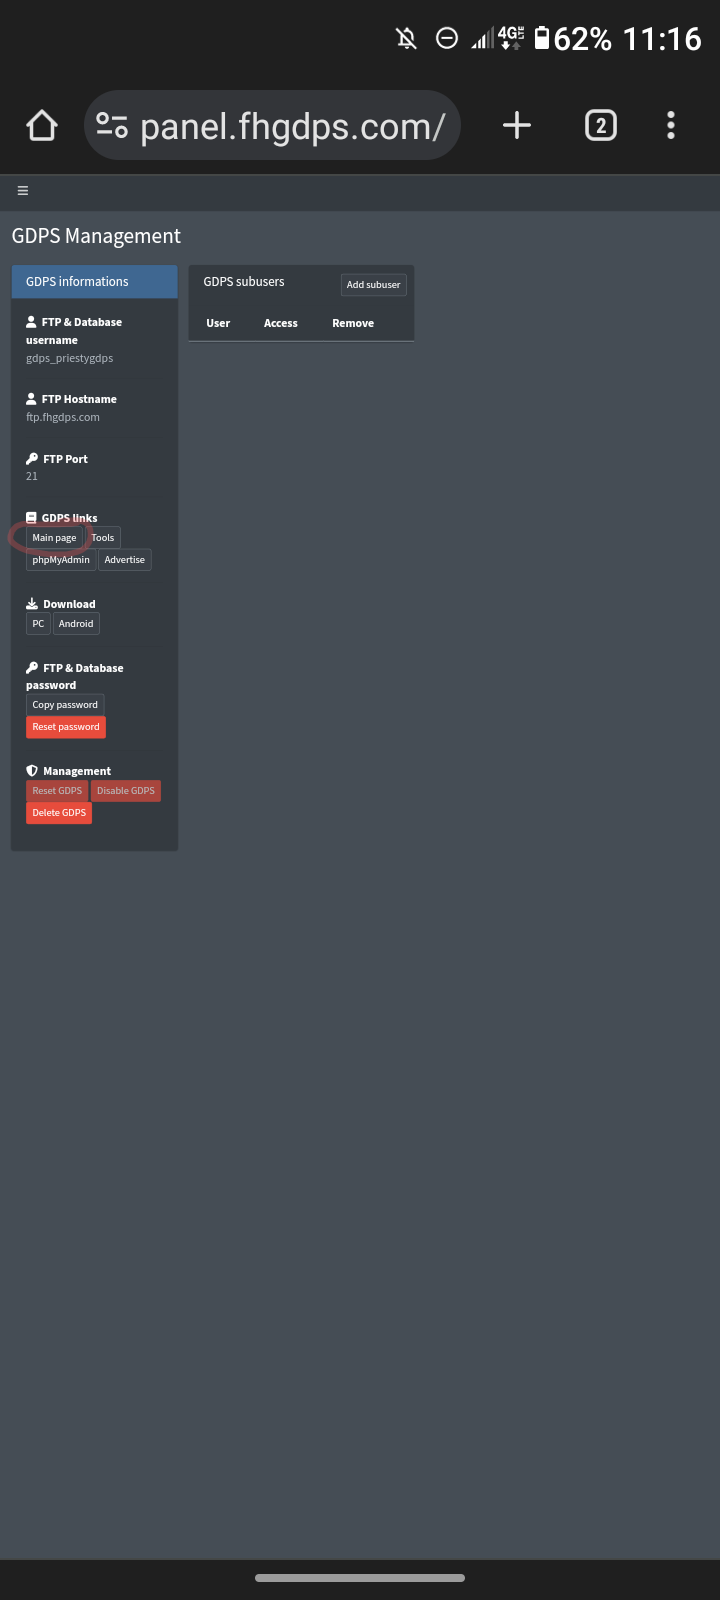 4G LTE 62% 11:16
panel.fhgdps.com/
2
GDPS Management
GDPS informations
FTP & Database
username
gdps_priestygdps
FTP Hostname
ftp.fhgdps.com
FTP Port
21
GDPS links
Main page Tools
phpMyAdmin Advertise
Download
PC Android
FTP & Database
password
Copy password
Reset password
Management
Reset GDPS Disable GDPS
Delete GDPS
GDPS subusers
Add subuser
User Access Remove